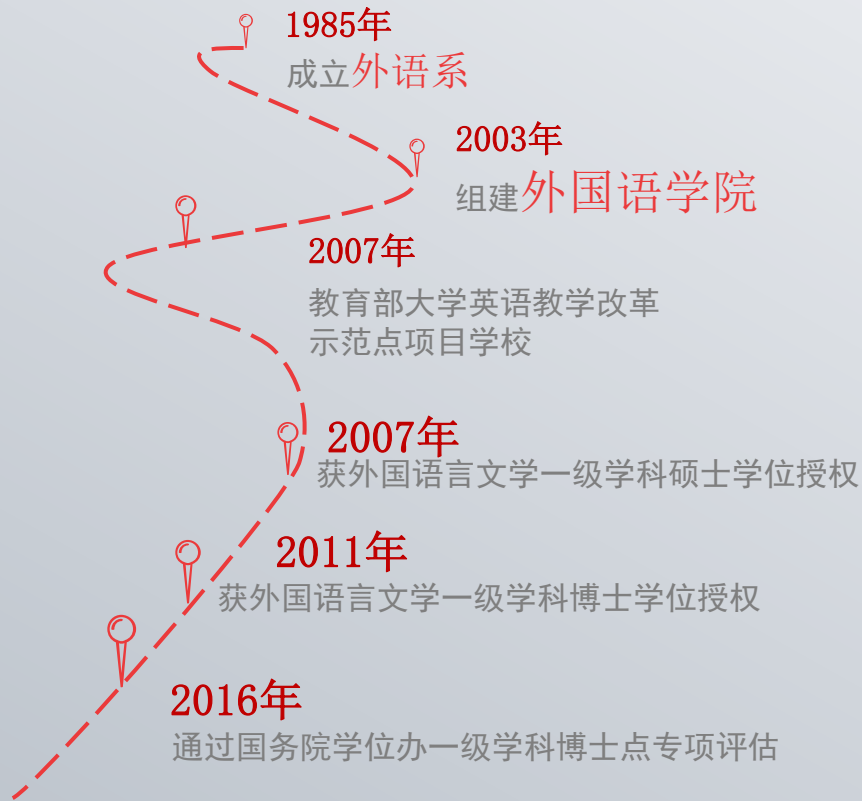 1985年
成立外语系
2003年
组建外国语学院
2007年
教育部大学英语教学改革
示范点项目学校
2007年
获外国语言文学一级学科硕士学位授权
2011年
获外国语言文学一级学科博士学位授权
2016年
通过国务院学位办一级学科博士点专项评估